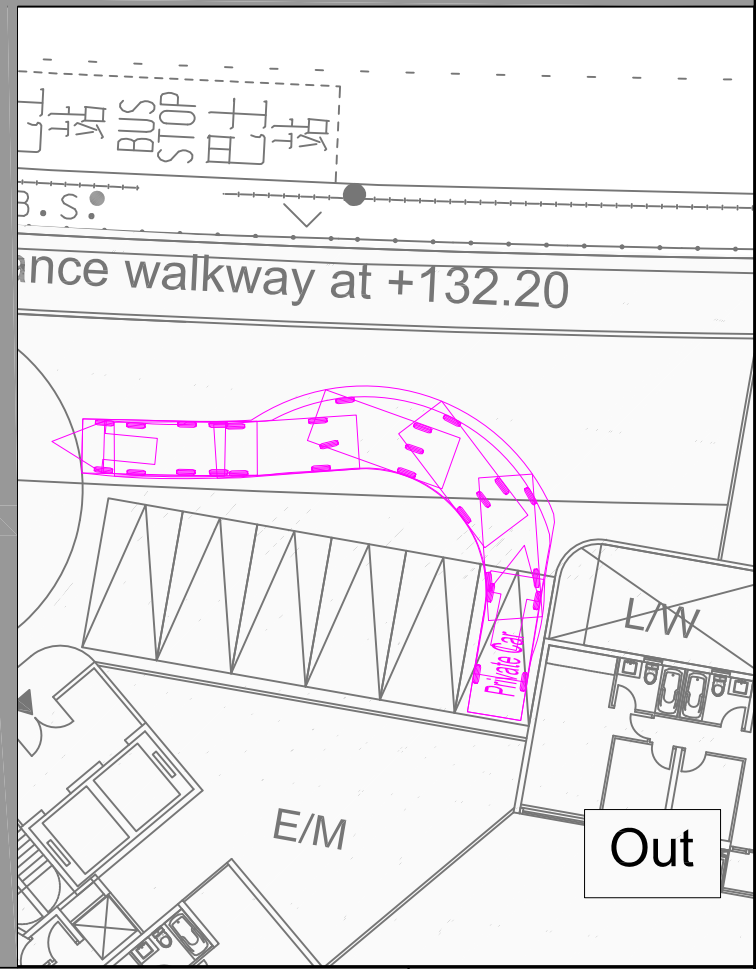 巴士站
BUS STOP
巴士站
B.S.
ance walkway at +132.20
Private Car
L/W
E/M
Out